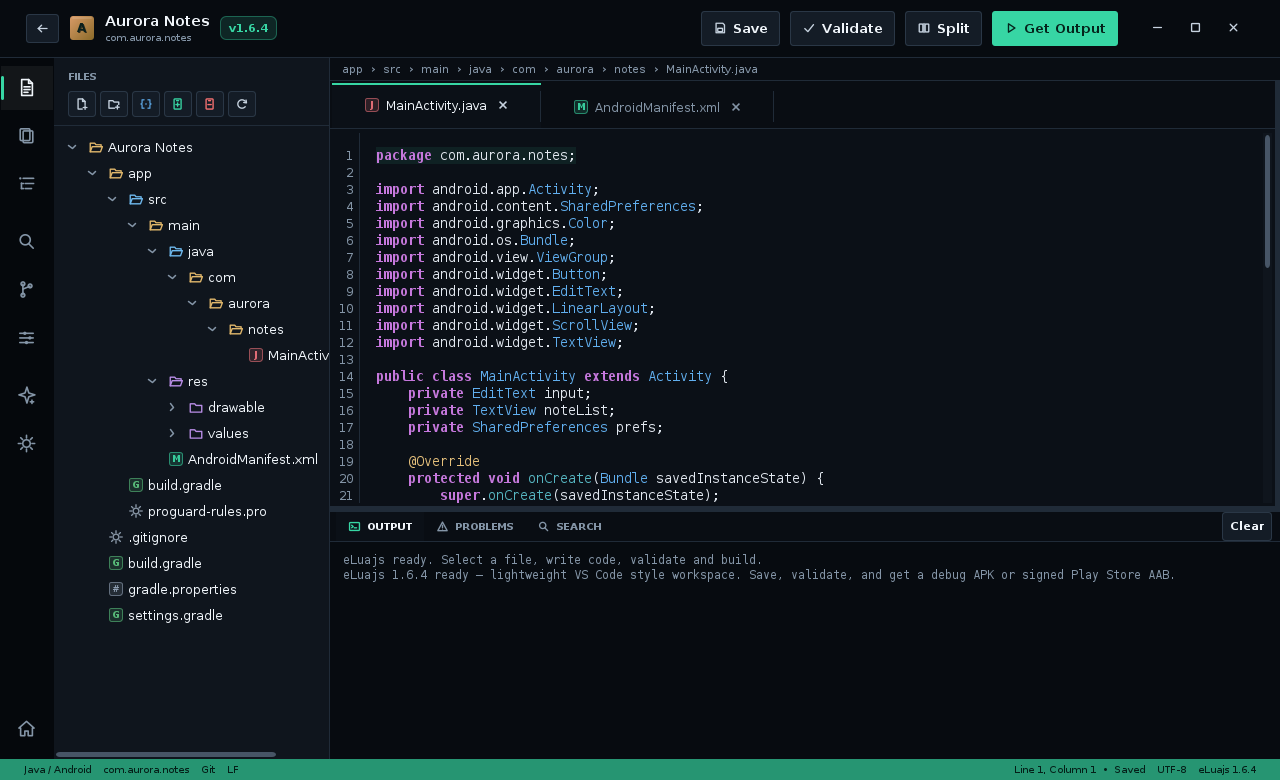 A
Aurora Notes
com.aurora.notes
v1.6.4
Save
Validate
Split
Get Output
FILES
{·}
Aurora Notes
app
src
main
java
com
aurora
notes
J MainActiv
res
drawable
values
M AndroidManifest.xml
G build.gradle
proguard-rules.pro
.gitignore
G build.gradle
# gradle.properties
G settings.gradle
app › src › main › java › com › aurora › notes › MainActivity.java
J MainActivity.java ×
M AndroidManifest.xml ×
1 package com.aurora.notes;
2
3 import android.app.Activity;
4 import android.content.SharedPreferences;
5 import android.graphics.Color;
6 import android.os.Bundle;
7 import android.view.ViewGroup;
8 import android.widget.Button;
9 import android.widget.EditText;
10 import android.widget.LinearLayout;
11 import android.widget.ScrollView;
12 import android.widget.TextView;
13
14 public class MainActivity extends Activity {
15     private EditText input;
16     private TextView noteList;
17     private SharedPreferences prefs;
18
19     @Override
20     protected void onCreate(Bundle savedInstanceState) {
21         super.onCreate(savedInstanceState);
OUTPUT
PROBLEMS
SEARCH
Clear
eLuajs ready. Select a file, write code, validate and build.
eLuajs 1.6.4 ready — lightweight VS Code style workspace. Save, validate, and get a debug APK or signed Play Store AAB.
Java / Android com.aurora.notes Git LF
Line 1, Column 1 • Saved UTF-8 eLuajs 1.6.4